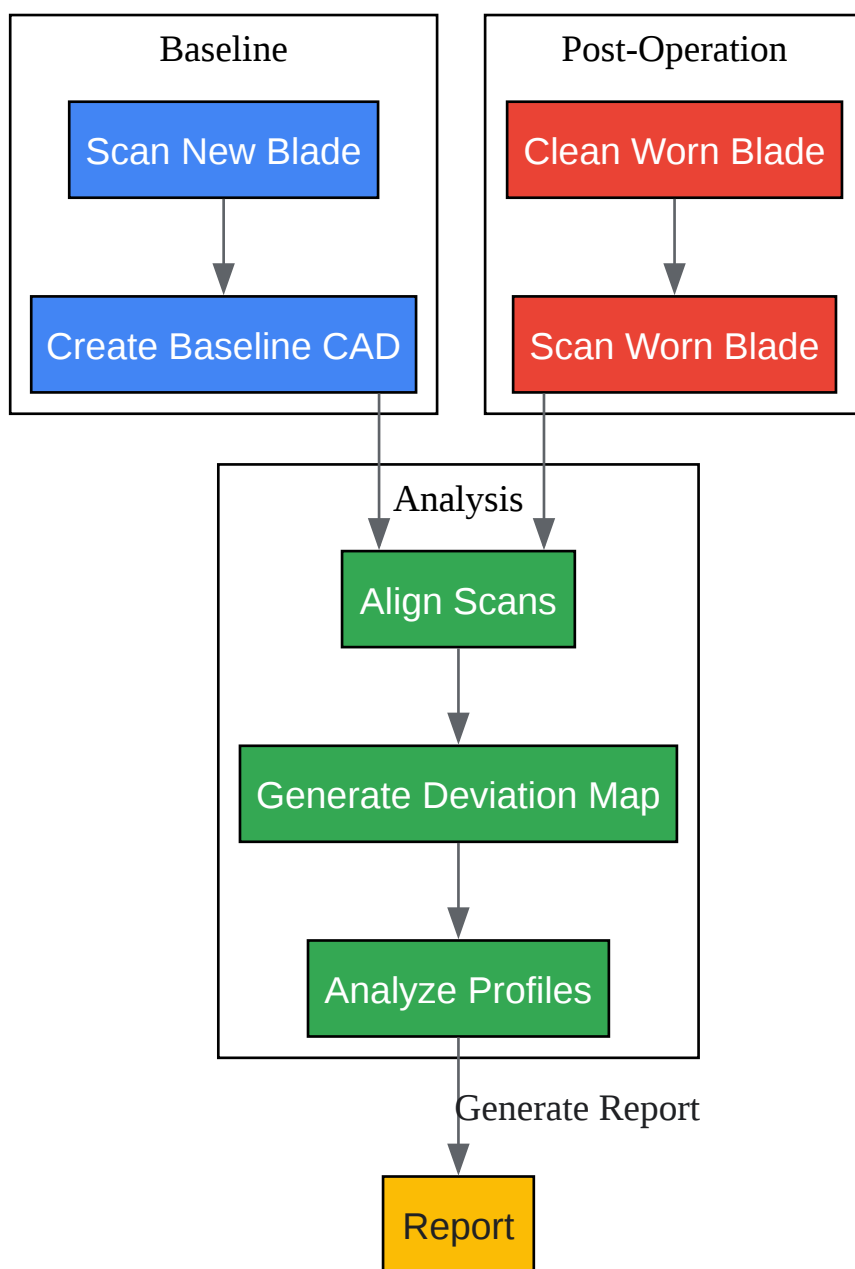 Baseline
Scan New Blade
Create Baseline CAD
Post-Operation
Clean Worn Blade
Scan Worn Blade
Analysis
Align Scans
Generate Deviation Map
Analyze Profiles
Generate Report
Report